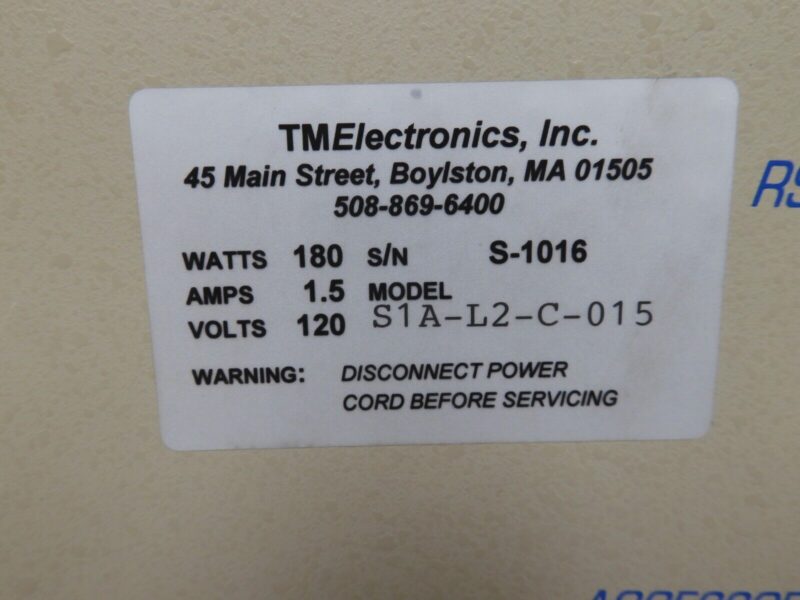 TMElectronics, Inc.
45 Main Street, Boylston, MA 01505
508-869-6400
WATTS 180 S/N S-1016
AMPS 1.5 MODEL
VOLTS 120 S1A-L2-C-015
WARNING: DISCONNECT POWER
CORD BEFORE SERVICING